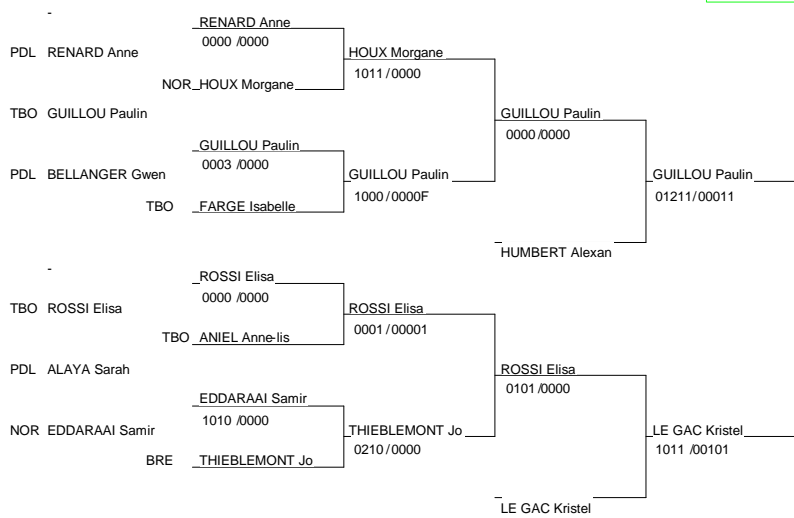 -
RENARD Anne
0000 /0000
PDL RENARD Anne
HOUX Morgane
1011 / 0000
NOR HOUX Morgane
TBO GUILLOU Paulin
GUILLOU Paulin
0000 /0000
GUILLOU Paulin
0003 /0000
PDL BELLANGER Gwen
GUILLOU Paulin
1000 / 0000F
GUILLOU Paulin
01211/ 00011
TBO FARGE Isabelle
HUMBERT Alexan
-
ROSSI Elisa
0000 /0000
TBO ROSSI Elisa
ROSSI Elisa
0001 / 00001
TBO ANIEL Anne-lis
PDL ALAYA Sarah
ROSSI Elisa
0101 /0000
EDDARAAI Samir
1010 /0000
NOR EDDARAAI Samir
THIEBLEMONT Jo
0210 / 0000
LE GAC Kristel
1011 /00101
BRE THIEBLEMONT Jo
LE GAC Kristel